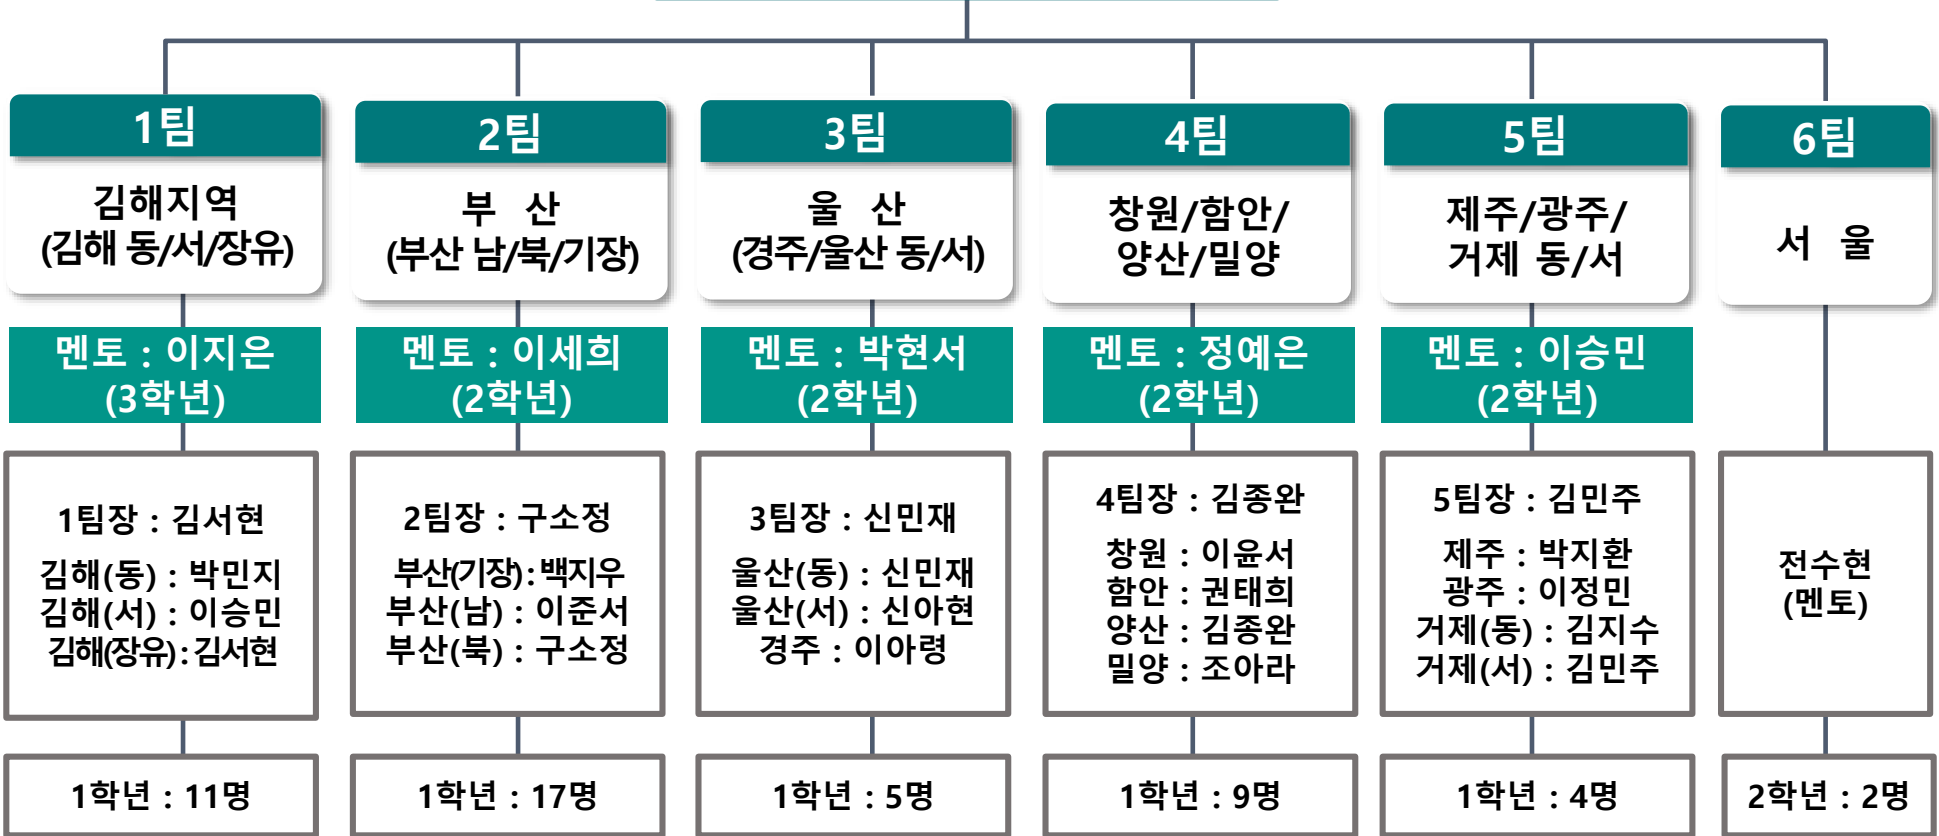 1팀
김해지역
(김해 동/서/장유)
멘토 : 이지은
(3학년)
1팀장 : 김서현
김해(동) : 박민지
김해(서) : 이승민
김해(장유) : 김서현
1학년 : 11명
2팀
부 산
(부산 남/북/기장)
멘토 : 이세희
(2학년)
2팀장 : 구소정
부산(기장) : 백지우
부산(남) : 이준서
부산(북) : 구소정
1학년 : 17명
3팀
울 산
(경주/울산 동/서)
멘토 : 박현서
(2학년)
3팀장 : 신민재
울산(동) : 신민재
울산(서) : 신아현
경주 : 이아령
1학년 : 5명
4팀
창원/함안/
양산/밀양
멘토 : 정예은
(2학년)
4팀장 : 김종완
창원 : 이윤서
함안 : 권태희
양산 : 김종완
밀양 : 조아라
1학년 : 9명
5팀
제주/광주/
거제 동/서
멘토 : 이승민
(2학년)
5팀장 : 김민주
제주 : 박지환
광주 : 이정민
거제(동) : 김지수
거제(서) : 김민주
1학년 : 4명
6팀
서 울
전수현
(멘토)
2학년 : 2명